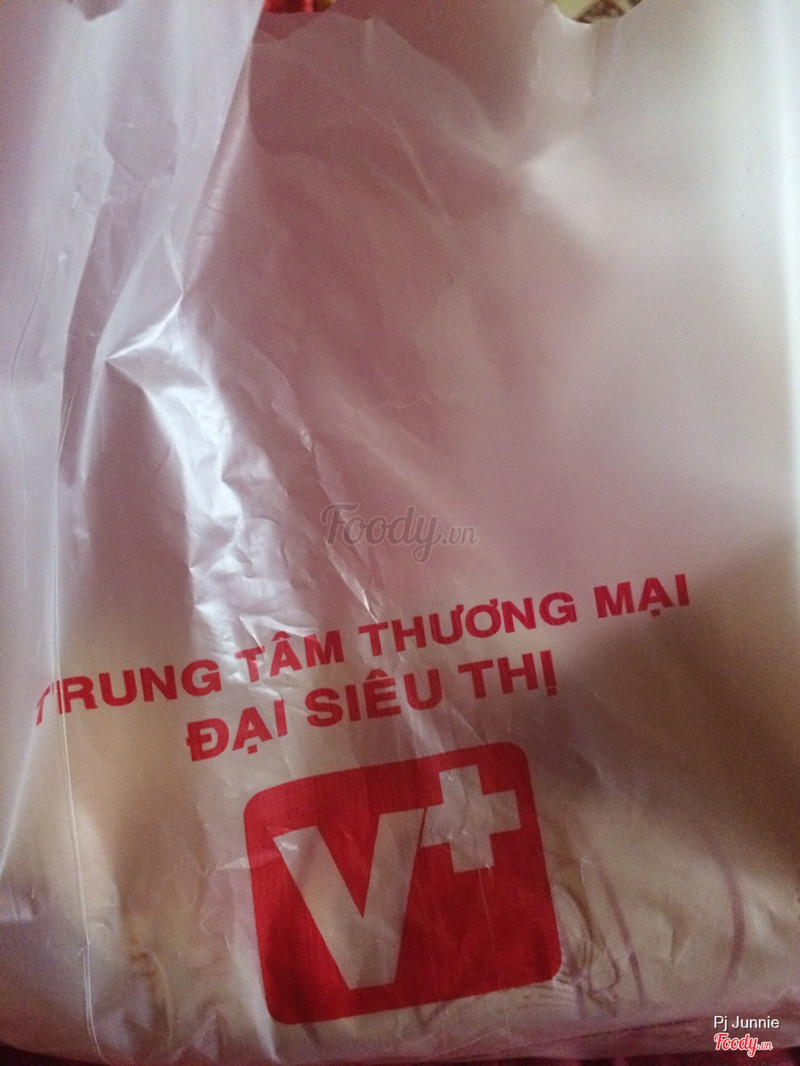 Foody.vn
TRUNG TÂM THƯƠNG MẠI
ĐẠI SIÊU THỊ
V+
Pj Junnie
Foody.vn